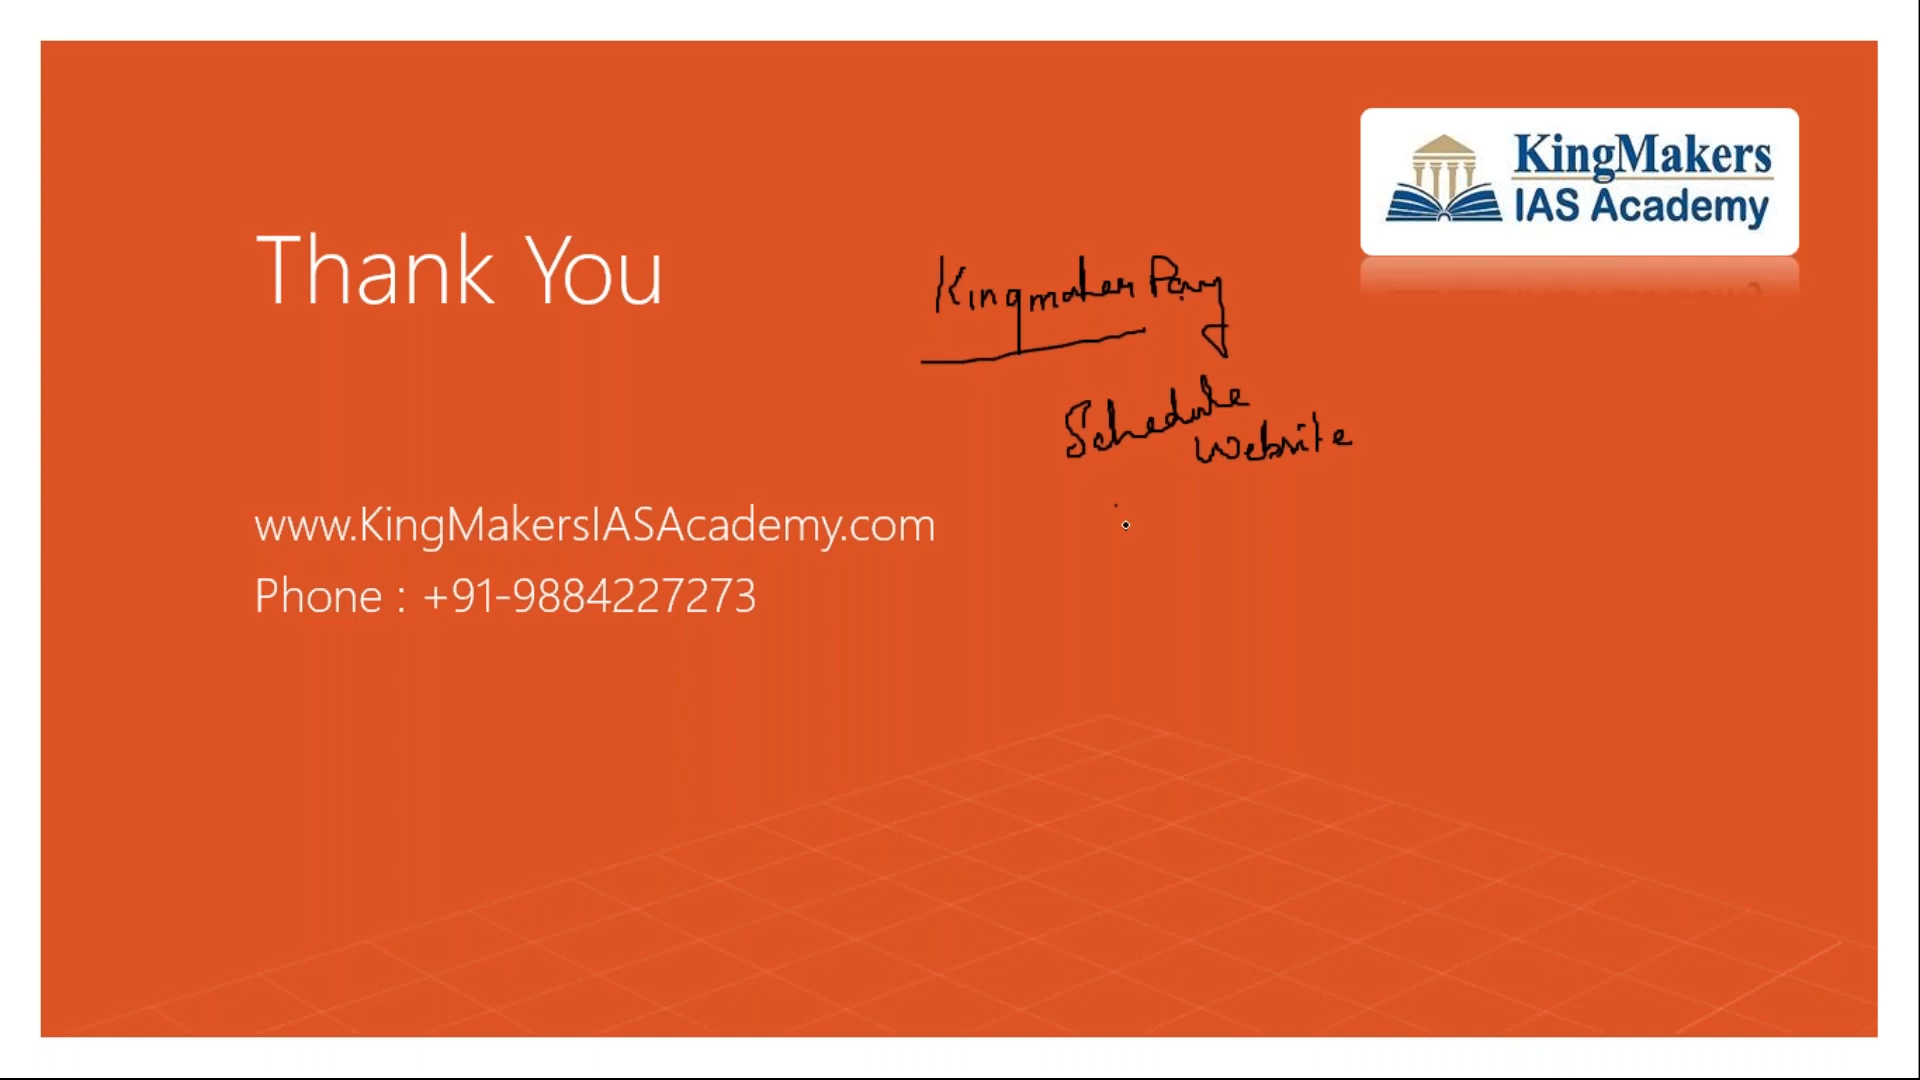 KingMakers
IAS Academy
Thank You
Kingmaker
Schedule
Website
www.KingMakersIASAcademy.com
Phone : +91-9884227273